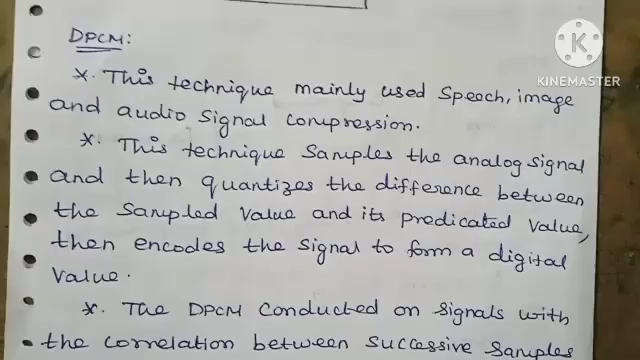 DPCM:
*. This technique mainly used Speech, image
and audio Signal Compression.
*. This technique Samples the analog signal
and then quantizes the difference between
the Sampled value and its predicated value,
then encodes the signal to form a digital
value.
*. The DPCM Conducted on signals with
the Correlation between Successive Samples
K
KINEMASTER